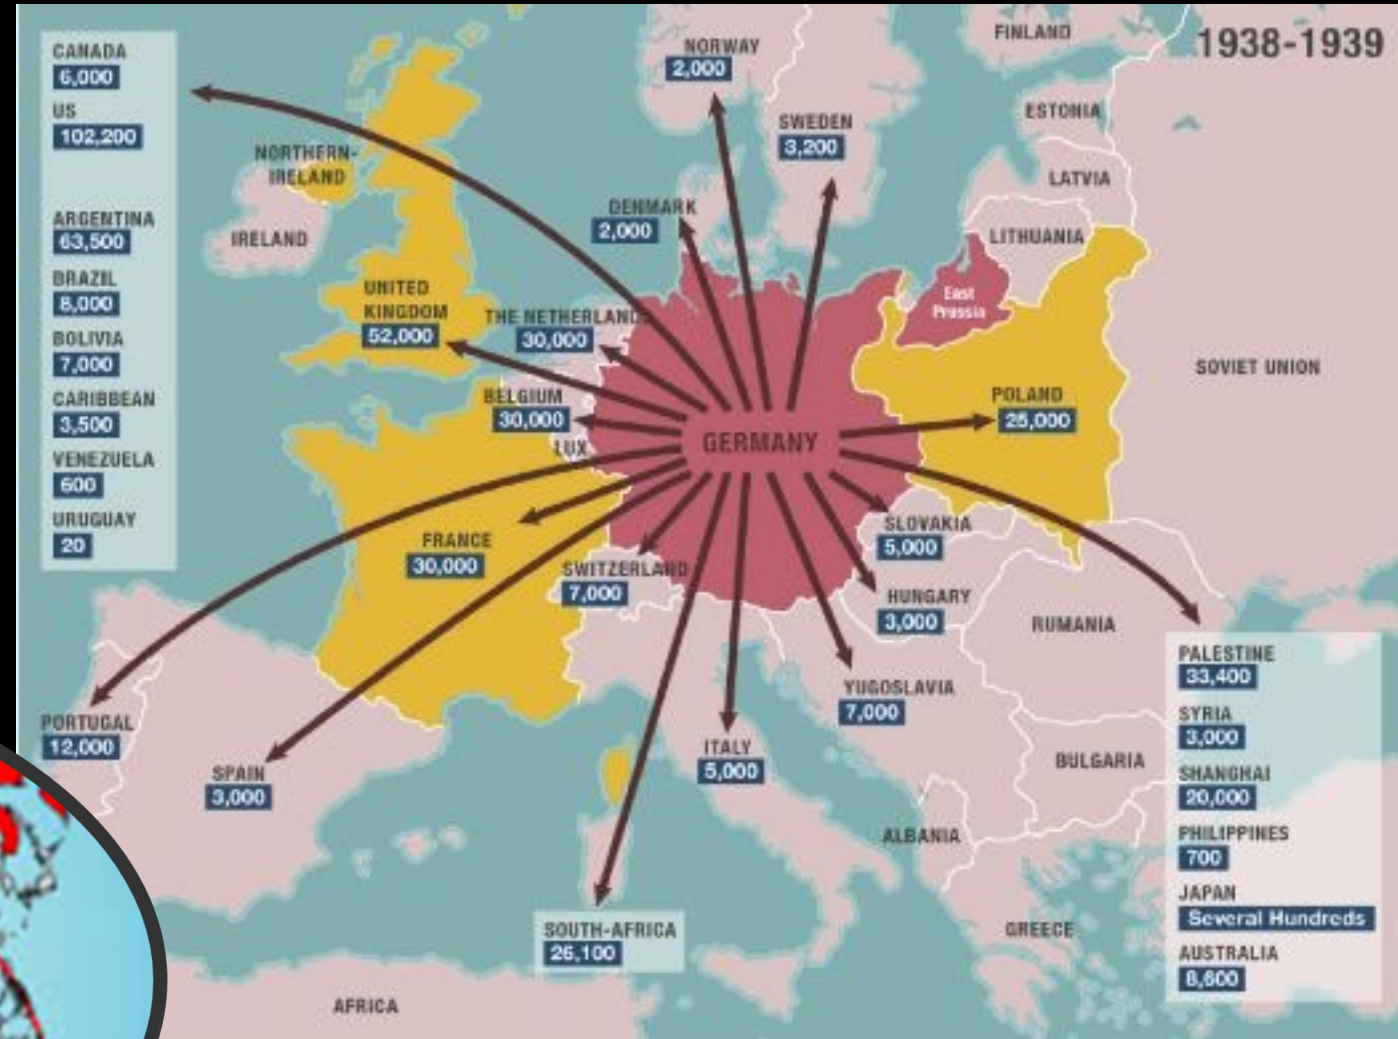 1938-1939
CANADA
6,000
US
102,200
ARGENTINA
63,500
BRAZIL
8,000
BOLIVIA
7,000
CARIBBEAN
3,500
VENEZUELA
600
URUGUAY
20
NORWAY
2,000
SWEDEN
3,200
FINLAND
ESTONIA
LATVIA
LITHUANIA
NORTHERN-
IRELAND
IRELAND
DENMARK
2,000
UNITED
KINGDOM
52,000
THE NETHERLANDS
30,000
BELGIUM
30,000
LUX
East
Prussia
POLAND
25,000
SOVIET UNION
GERMANY
FRANCE
30,000
SWITZERLAND
7,000
SLOVAKIA
5,000
HUNGARY
3,000
RUMANIA
YUGOSLAVIA
7,000
PORTUGAL
12,000
SPAIN
3,000
ITALY
5,000
BULGARIA
ALBANIA
GREECE
SOUTH-AFRICA
26,100
AFRICA
PALESTINE
33,400
SYRIA
3,000
SHANGHAI
20,000
PHILIPPINES
700
JAPAN
Several Hundreds
AUSTRALIA
8,600